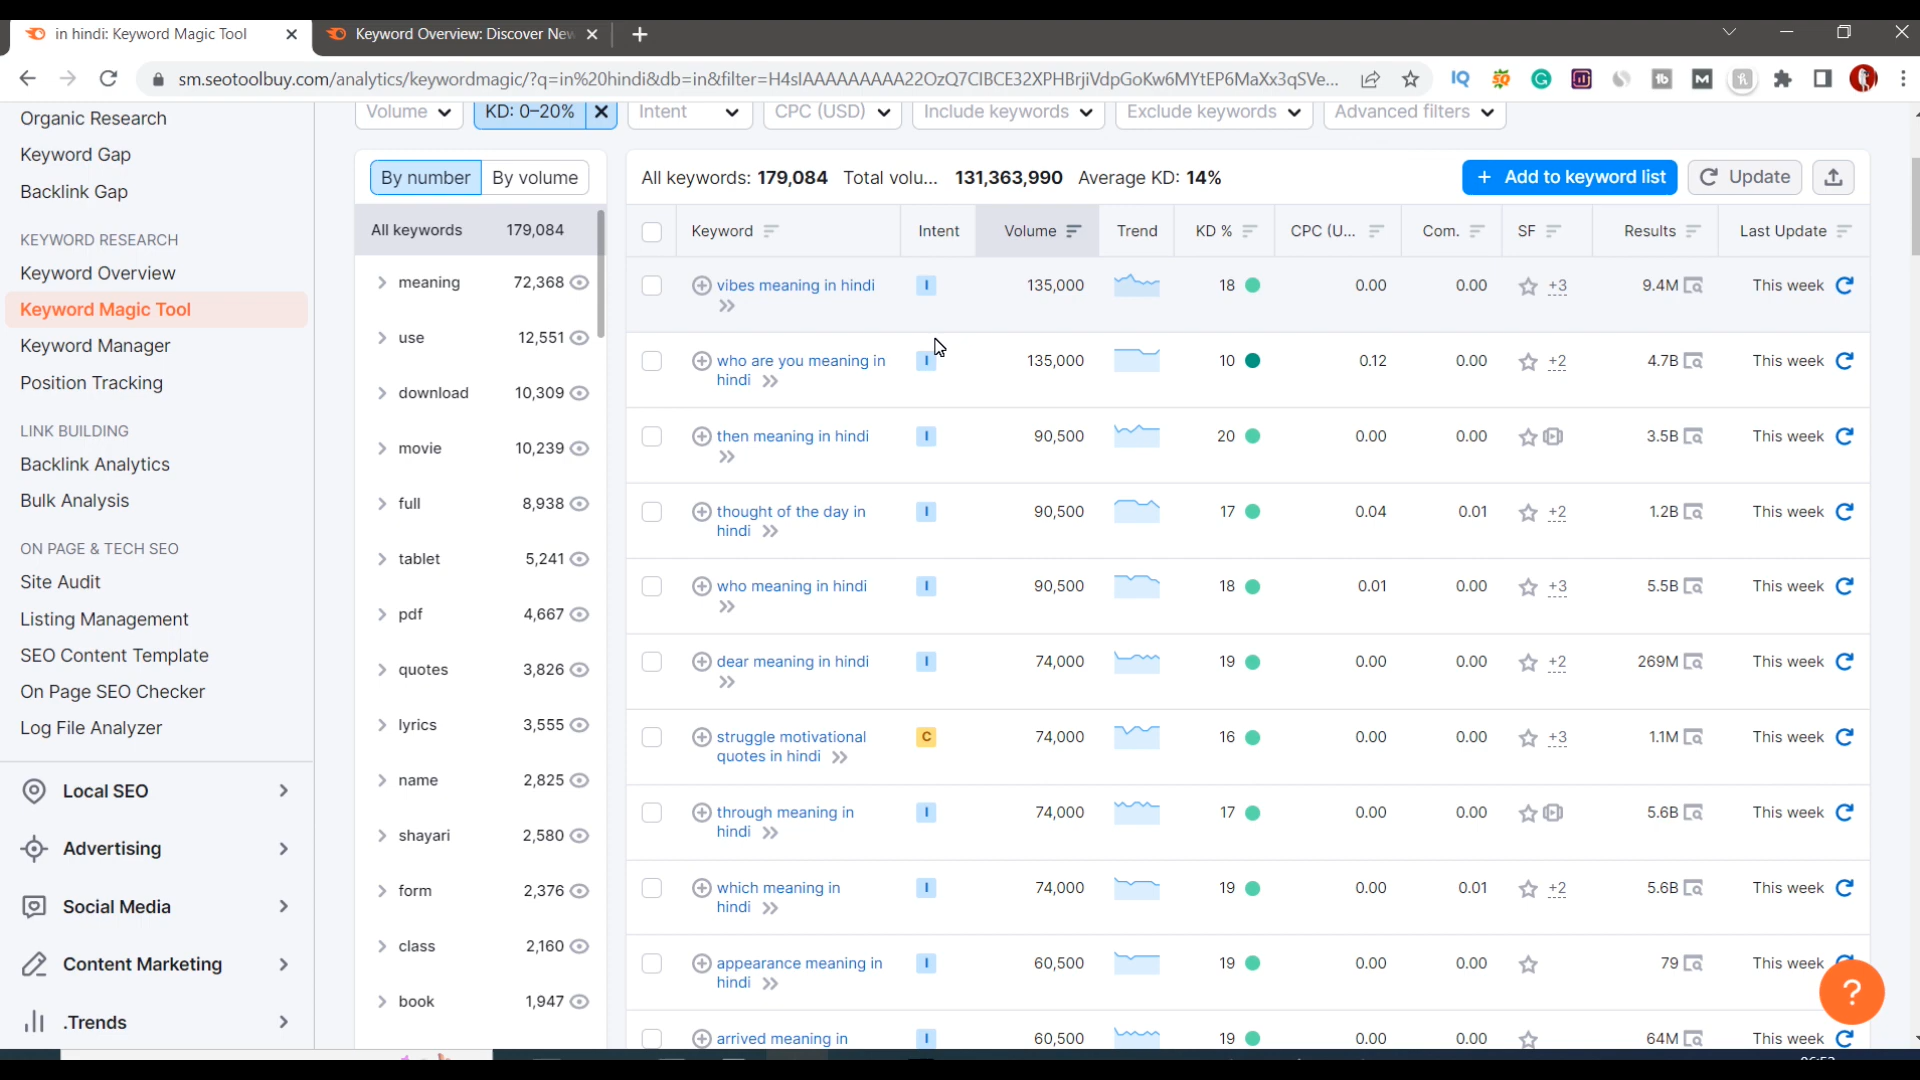 in hindi: Keyword Magic Tool
Keyword Overview: Discover New
sm.seotoolbuy.com/analytics/keywordmagic/?q=in%20hindi&db=in&filter=H4sIAAAAAAAAA22OzQ7CIBCE32XPHBrjiVdpGoKw6MYtEP6MaXx3qSVe...
Organic Research
Keyword Gap
Backlink Gap
KEYWORD RESEARCH
Keyword Overview
Keyword Magic Tool
Keyword Manager
Position Tracking
LINK BUILDING
Backlink Analytics
Bulk Analysis
ON PAGE & TECH SEO
Site Audit
Listing Management
SEO Content Template
On Page SEO Checker
Log File Analyzer
Local SEO
Advertising
Social Media
Content Marketing
.Trends
Volume KD: 0–20% Intent CPC (USD) Include keywords Exclude keywords Advanced filters
By number By volume
All keywords 179,084
meaning 72,368
use 12,551
download 10,309
movie 10,239
full 8,938
tablet 5,241
pdf 4,667
quotes 3,826
lyrics 3,555
name 2,825
shayari 2,580
form 2,376
class 2,160
book 1,947
All keywords: 179,084 Total volu... 131,363,990 Average KD: 14%
+ Add to keyword list Update
Keyword Intent Volume Trend KD % CPC (U... Com. SF Results Last Update
vibes meaning in hindi I 135,000 18 0.00 0.00 +3 9.4M This week
who are you meaning in I 135,000 10 0.12 0.00 +2 4.7B This week
hindi
then meaning in hindi I 90,500 20 0.00 0.00 3.5B This week
thought of the day in I 90,500 17 0.04 0.01 +2 1.2B This week
hindi
who meaning in hindi I 90,500 18 0.01 0.00 +3 5.5B This week
dear meaning in hindi I 74,000 19 0.00 0.00 +2 269M This week
struggle motivational C 74,000 16 0.00 0.00 +3 1.1M This week
quotes in hindi
through meaning in I 74,000 17 0.00 0.00 5.6B This week
hindi
which meaning in I 74,000 19 0.00 0.01 +2 5.6B This week
hindi
appearance meaning in I 60,500 19 0.00 0.00 79 This week
hindi
arrived meaning in I 60,500 19 0.00 0.00 64M This week
?